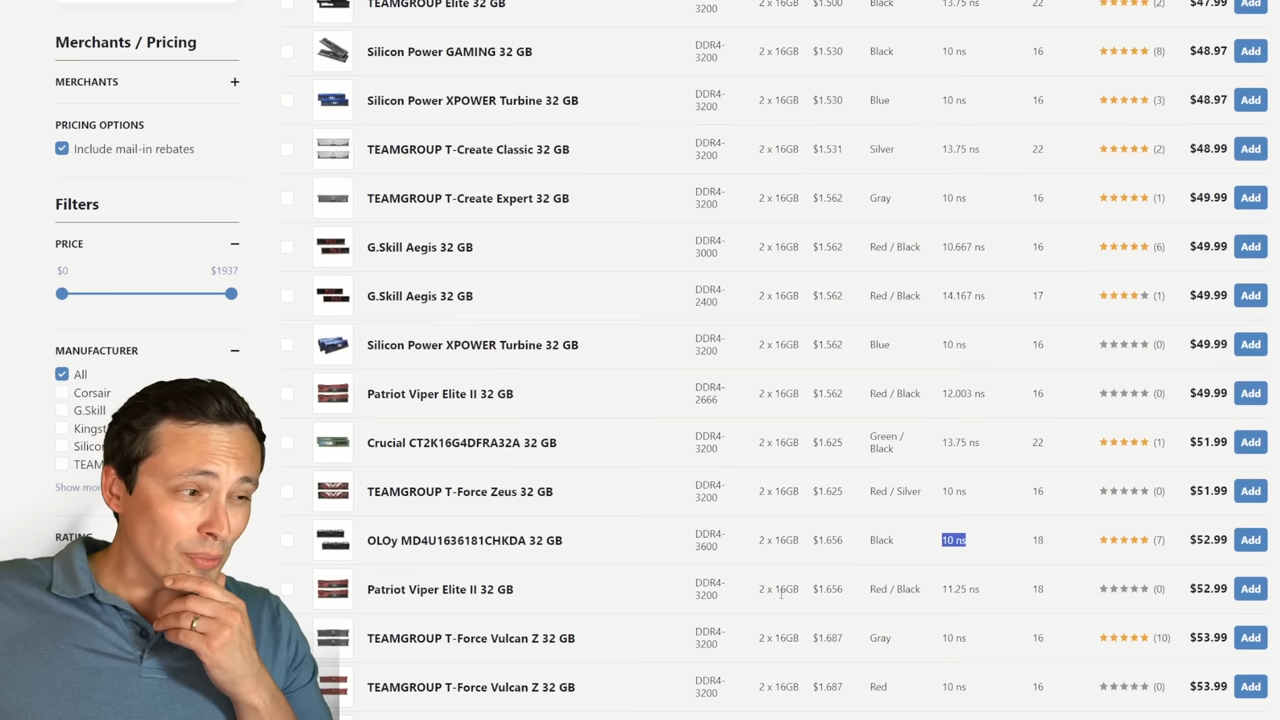 TEAMGROUP Elite 32 GB 3200 2 x 16GB $1.500 Black 13.75 ns 22 (2) $47.99 Add
Merchants / Pricing
MERCHANTS +
PRICING OPTIONS
Include mail-in rebates
Filters
PRICE −
$0 $1937
MANUFACTURER −
All
Corsair
G.Skill
Kingst
Silico
TEAM
Show mor
RATING
Silicon Power GAMING 32 GB DDR4-
3200 2 x 16GB $1.530 Black 10 ns 16 (8) $48.97 Add
Silicon Power XPOWER Turbine 32 GB DDR4-
3200 2 x 16GB $1.530 Blue 10 ns 16 (3) $48.97 Add
TEAMGROUP T-Create Classic 32 GB DDR4-
3200 2 x 16GB $1.531 Silver 13.75 ns 22 (2) $48.99 Add
TEAMGROUP T-Create Expert 32 GB DDR4-
3200 2 x 16GB $1.562 Gray 10 ns 16 (1) $49.99 Add
G.Skill Aegis 32 GB DDR4-
3000 2 x 16GB $1.562 Red / Black 10.667 ns 16 (6) $49.99 Add
G.Skill Aegis 32 GB DDR4-
2400 2 x 16GB $1.562 Red / Black 14.167 ns 17 (1) $49.99 Add
Silicon Power XPOWER Turbine 32 GB DDR4-
3200 2 x 16GB $1.562 Blue 10 ns 16 (0) $49.99 Add
Patriot Viper Elite II 32 GB DDR4-
2666 2 x 16GB $1.562 Red / Black 12.003 ns 16 (0) $49.99 Add
Crucial CT2K16G4DFRA32A 32 GB DDR4-
3200 2 x 16GB $1.625 Green /
Black 13.75 ns 22 (1) $51.99 Add
TEAMGROUP T-Force Zeus 32 GB DDR4-
3200 2 x 16GB $1.625 Red / Silver 10 ns 16 (0) $51.99 Add
OLOy MD4U1636181CHKDA 32 GB DDR4-
3600 2 x 16GB $1.656 Black 10 ns 18 (7) $52.99 Add
Patriot Viper Elite II 32 GB DDR4-
3200 2 x 16GB $1.656 Red / Black 11.25 ns 18 (0) $52.99 Add
TEAMGROUP T-Force Vulcan Z 32 GB DDR4-
3200 2 x 16GB $1.687 Gray 10 ns 16 (10) $53.99 Add
TEAMGROUP T-Force Vulcan Z 32 GB DDR4-
3200 2 x 16GB $1.687 Red 10 ns 16 (0) $53.99 Add